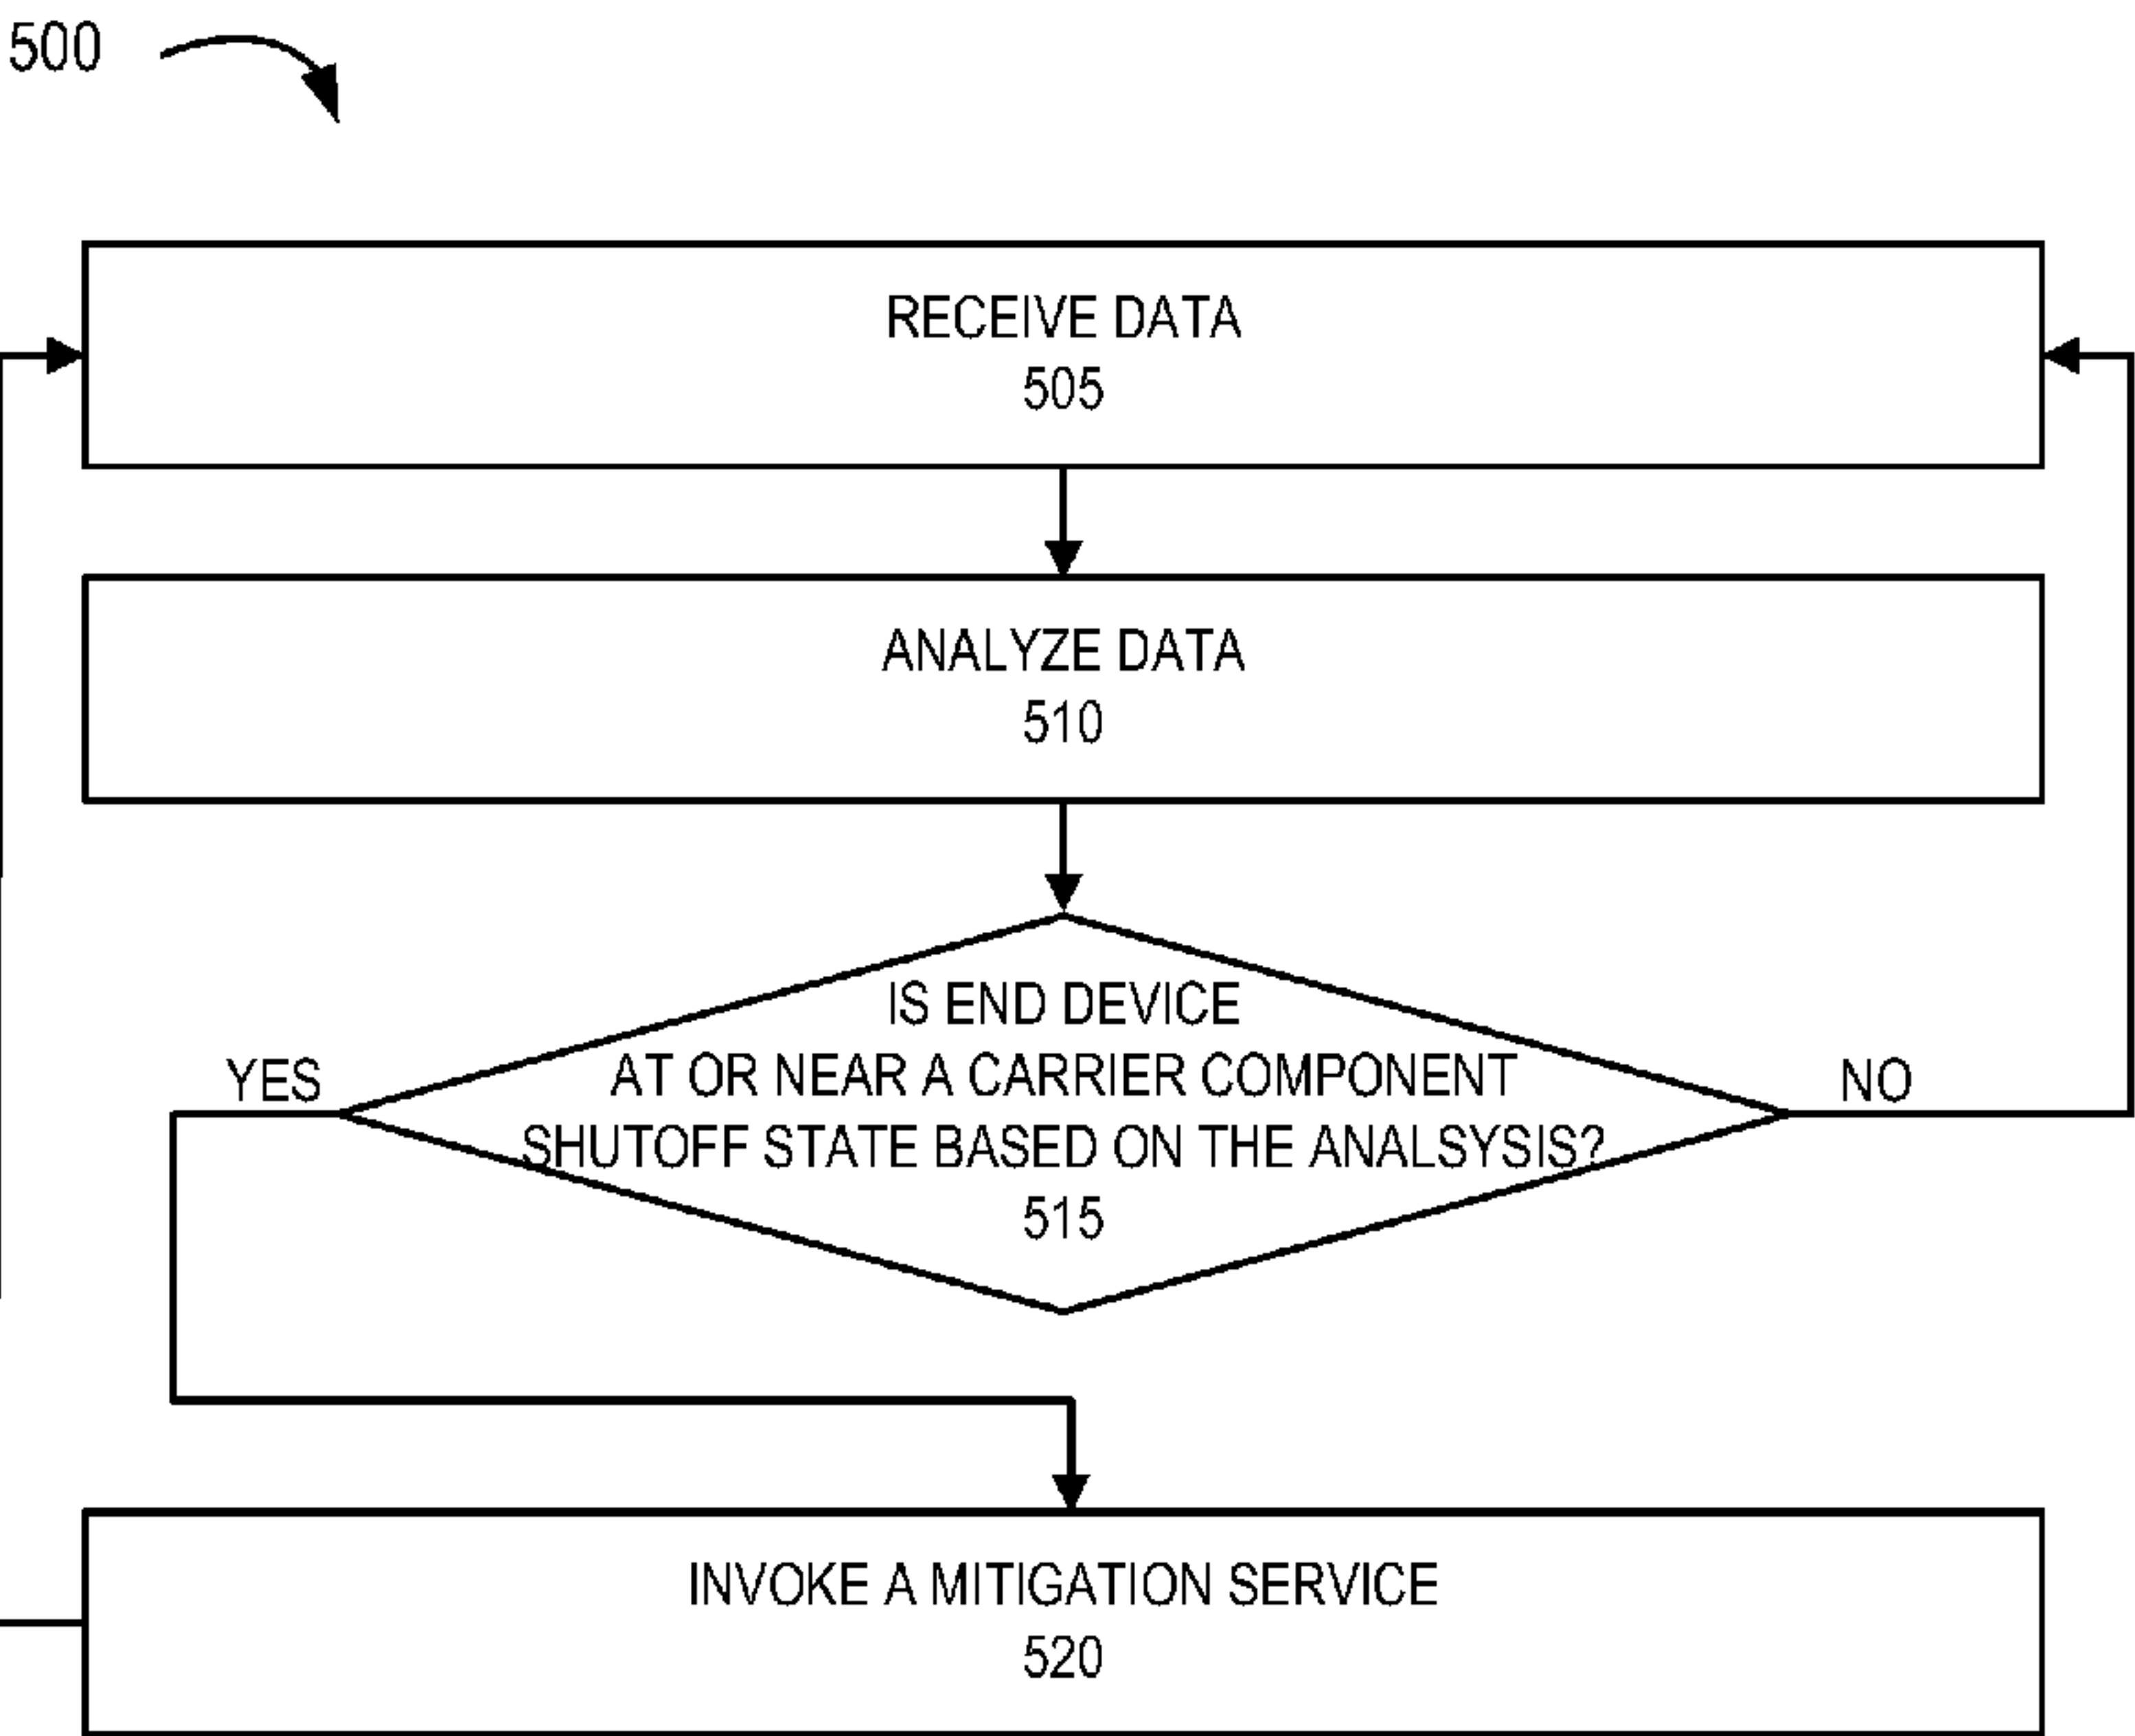 500
RECEIVE DATA
505
ANALYZE DATA
510
IS END DEVICE
AT OR NEAR A CARRIER COMPONENT
SHUTOFF STATE BASED ON THE ANALSYSIS?
515
YES
NO
INVOKE A MITIGATION SERVICE
520